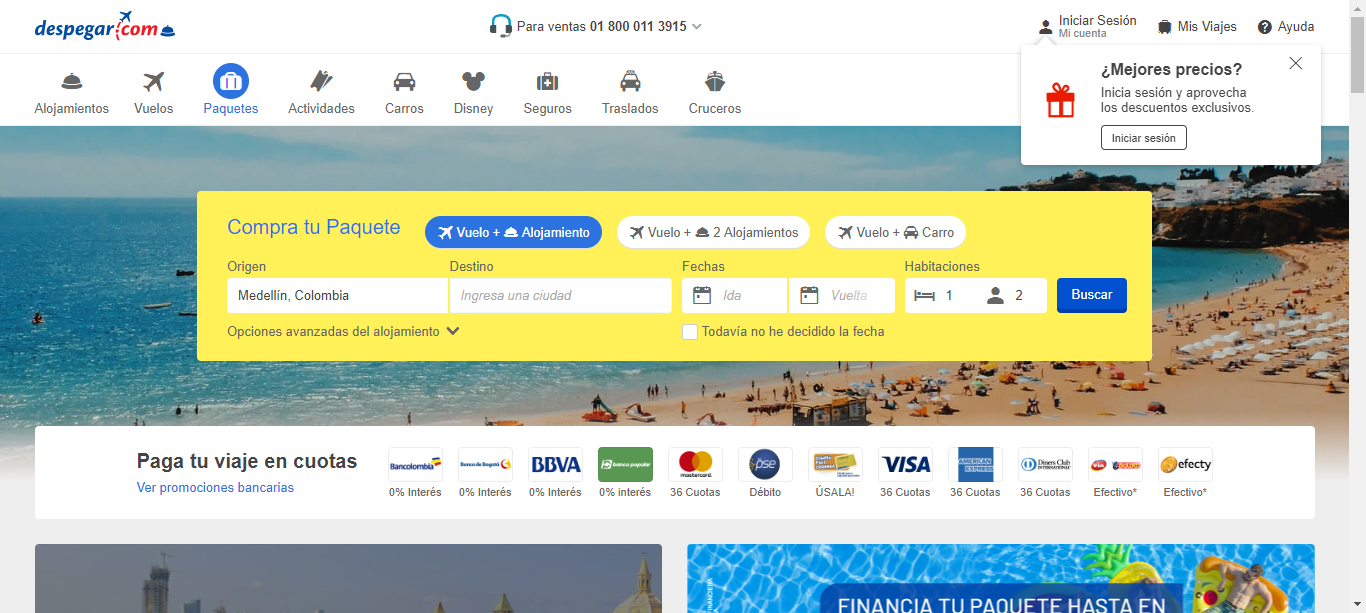 despegar.com
Para ventas 01 800 011 3915
Iniciar Sesión
Mi cuenta
Mis Viajes
Ayuda
Alojamientos
Vuelos
Paquetes
Actividades
Carros
Disney
Seguros
Traslados
Cruceros
¿Mejores precios?
Inicia sesión y aprovecha
los descuentos exclusivos.
Iniciar sesión
Compra tu Paquete
Vuelo + Alojamiento
Vuelo + 2 Alojamientos
Vuelo + Carro
Origen
Destino
Fechas
Habitaciones
Medellín, Colombia
Ingresa una ciudad
Ida
Vuelta
1
2
Buscar
Opciones avanzadas del alojamiento
Todavía no he decidido la fecha
Paga tu viaje en cuotas
Ver promociones bancarias
Bancolombia
Banco de Bogotá
BBVA
banco popular
mastercard
pse
VISA
AMERICAN EXPRESS
Diners Club INTERNATIONAL
via baloto
efecty
0% Interés
0% Interés
0% Interés
0% interés
36 Cuotas
Débito
ÚSALA!
36 Cuotas
36 Cuotas
36 Cuotas
Efectivo*
Efectivo*
FINANCIERA
FINANCIA TU PAQUETE HASTA EN